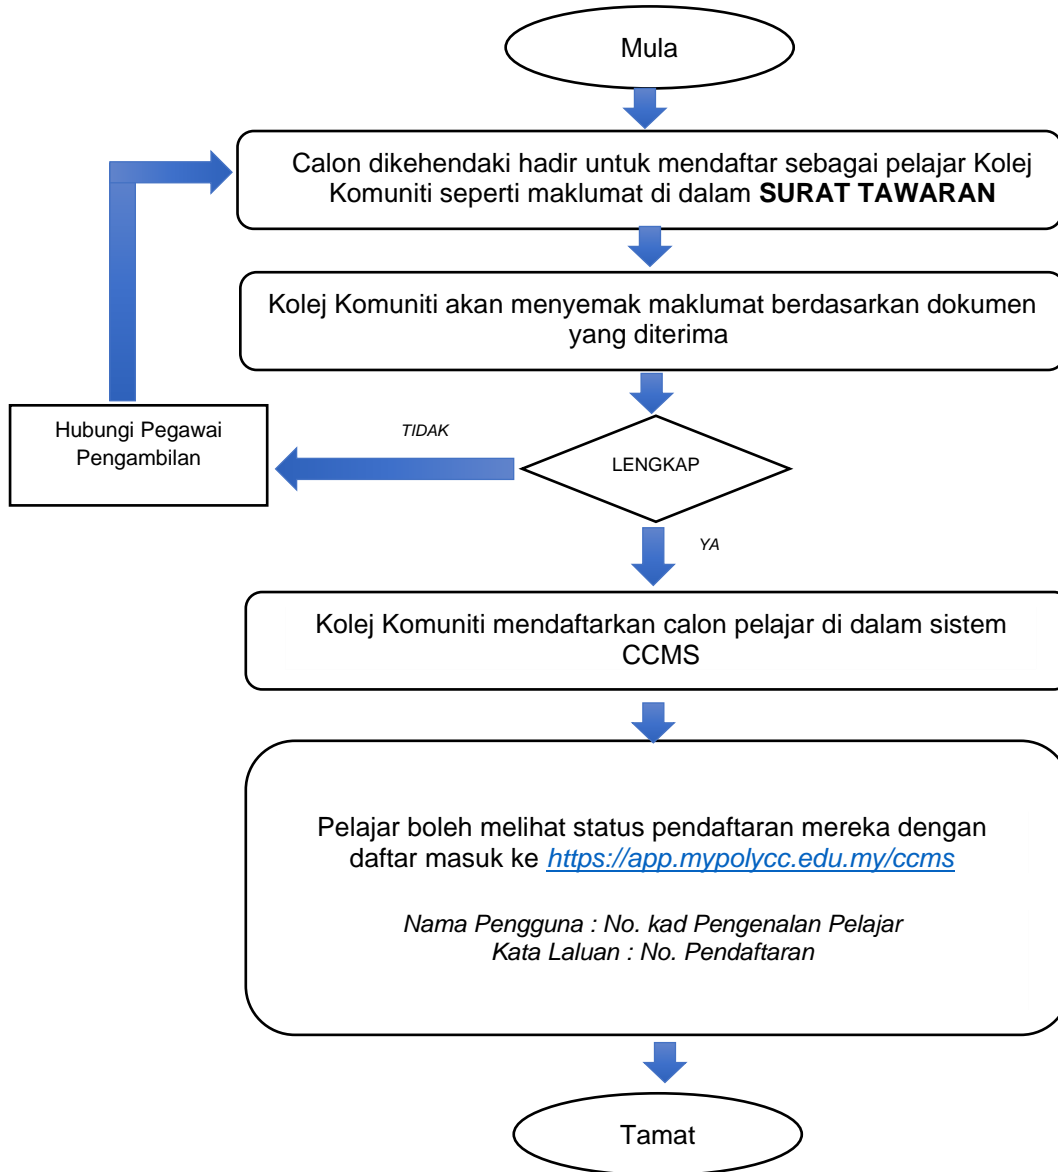 Mula
Calon dikehendaki hadir untuk mendaftar sebagai pelajar Kolej
Komuniti seperti maklumat di dalam SURAT TAWARAN
Kolej Komuniti akan menyemak maklumat berdasarkan dokumen
yang diterima
Hubungi Pegawai
Pengambilan
TIDAK
LENGKAP
YA
Kolej Komuniti mendaftarkan calon pelajar di dalam sistem
CCMS
Pelajar boleh melihat status pendaftaran mereka dengan
daftar masuk ke https://app.mypolycc.edu.my/ccms
Nama Pengguna : No. kad Pengenalan Pelajar
Kata Laluan : No. Pendaftaran
Tamat